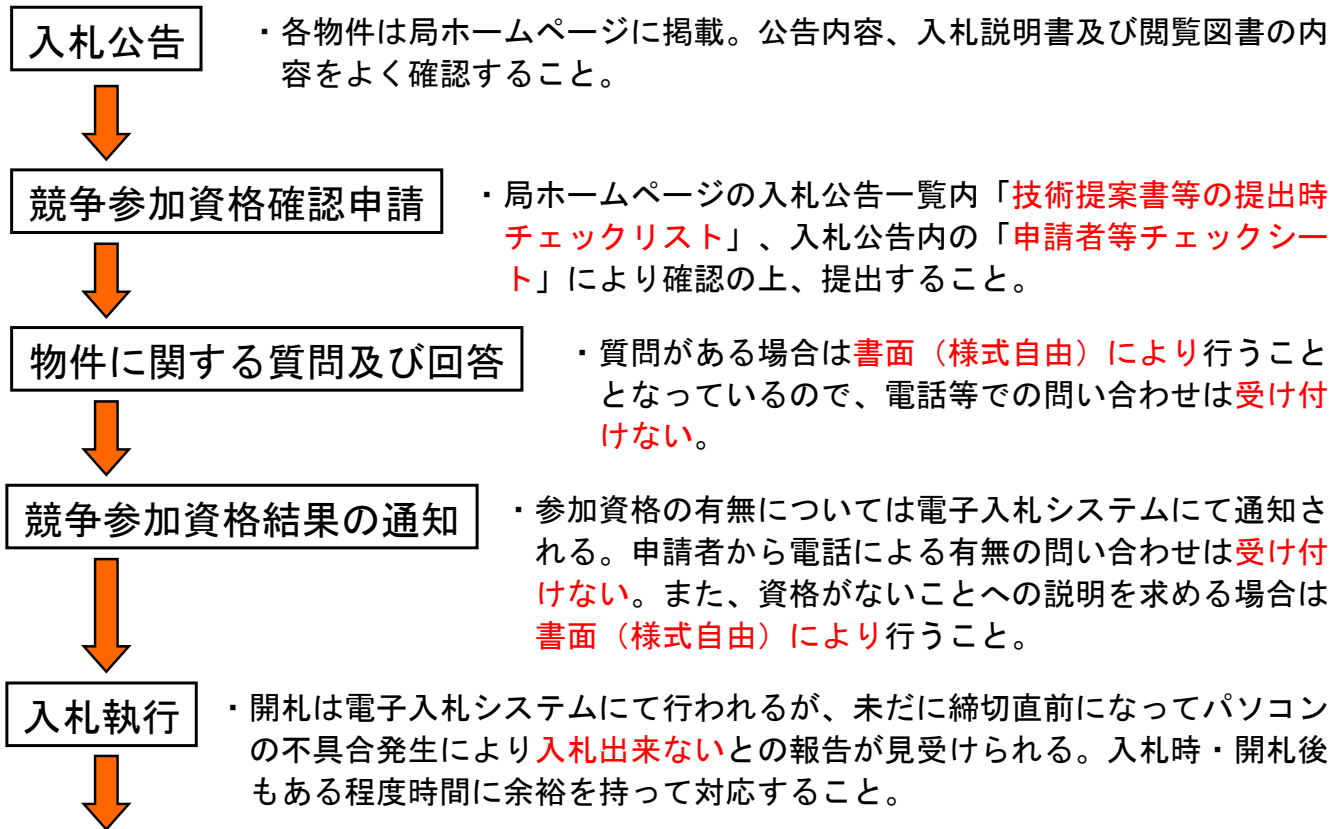 入札公告
・各物件は局ホームページに掲載。公告内容、入札説明書及び閲覧図書の内
容をよく確認すること。
競争参加資格確認申請
・局ホームページの入札公告一覧内「技術提案書等の提出時
チェックリスト」、入札公告内の「申請者等チェックシー
ト」により確認の上、提出すること。
物件に関する質問及び回答
・質問がある場合は書面（様式自由）により行うこと
となっているので、電話等での問い合わせは受け付
けない。
競争参加資格結果の通知
・参加資格の有無については電子入札システムにて通知さ
れる。申請者から電話による有無の問い合わせは受け付
けない。また、資格がないことへの説明を求める場合は
書面（様式自由）により行うこと。
入札執行
・開札は電子入札システムにて行われるが、未だに締切直前になってパソコン
の不具合発生により入札出来ないとの報告が見受けられる。入札時・開札後
もある程度時間に余裕を持って対応すること。